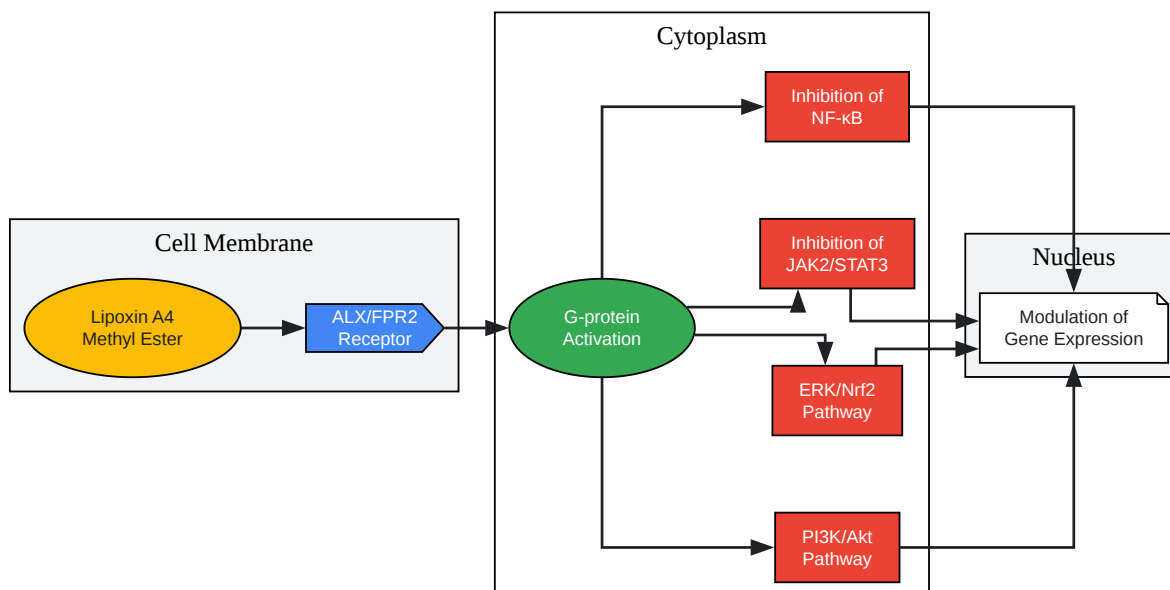 Cell Membrane
Lipoxin A4
Methyl Ester
ALX/FPR2
Receptor
Cytoplasm
G-protein
Activation
Inhibition of
NF-κB
Inhibition of
JAK2/STAT3
ERK/Nrf2
Pathway
PI3K/Akt
Pathway
Nucleus
Modulation of
Gene Expression